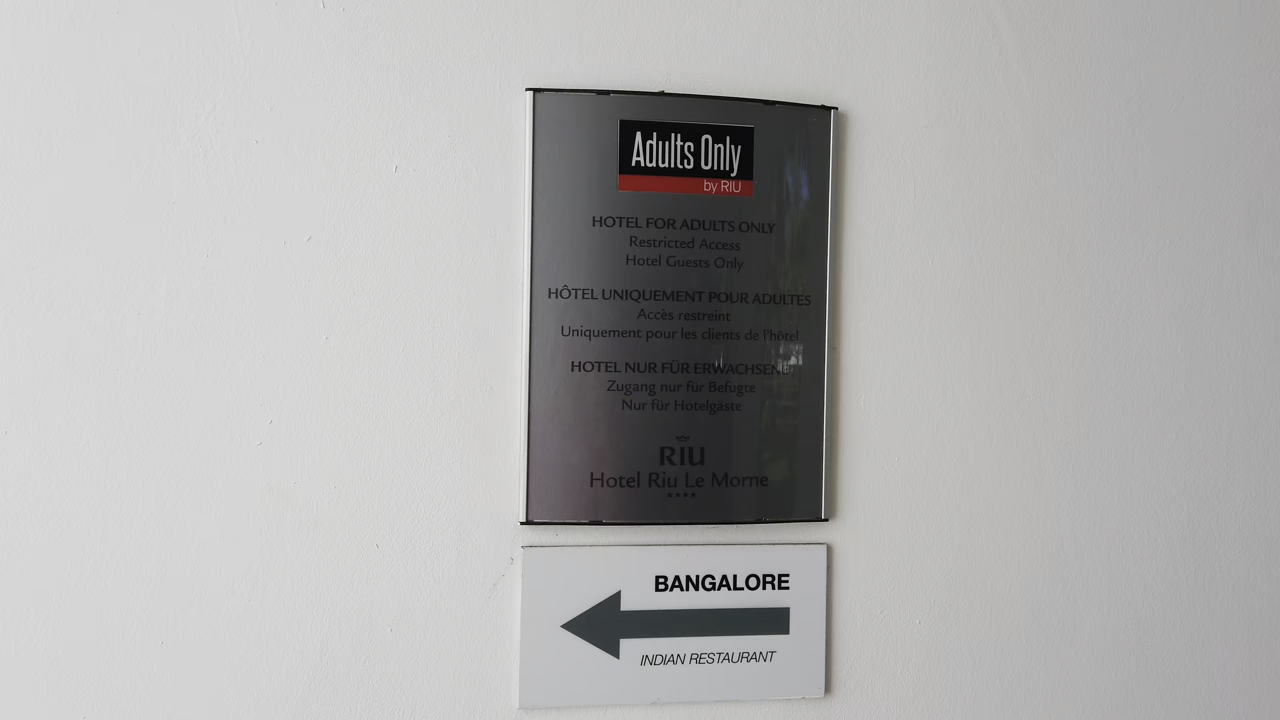 Adults Only
by RIU
HOTEL FOR ADULTS ONLY
Restricted Access
Hotel Guests Only
HÔTEL UNIQUEMENT POUR ADULTES
Accès restreint
Uniquement pour les clients de l'hôtel
HOTEL NUR FÜR ERWACHSENE
Zugang nur für Befugte
Nur für Hotelgäste
RIU
Hotel Riu Le Morne
★★★★
BANGALORE
INDIAN RESTAURANT